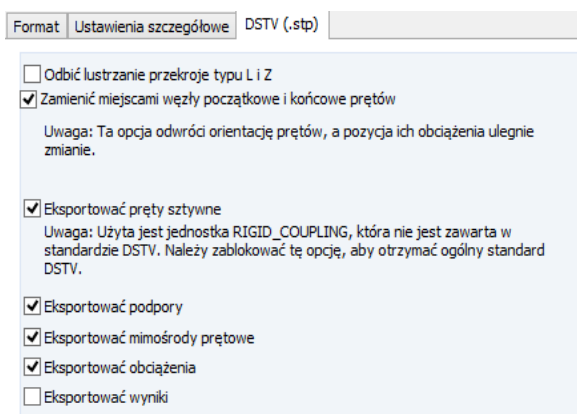 Format Ustawienia szczegółowe DSTV (.stp)
Odbić lustrzanie przekroje typu L i Z
Zamienić miejscami węzły początkowe i końcowe prętów
Uwaga: Ta opcja odwróci orientację prętów, a pozycja ich obciążenia ulegnie
zmianie.
Eksportować pręty sztywne
Uwaga: Użyta jest jednostka RIGID_COUPLING, która nie jest zawarta w
standardzie DSTV. Należy zablokować tę opcję, aby otrzymać ogólny standard
DSTV.
Eksportować podpory
Eksportować mimośrody prętowe
Eksportować obciążenia
Eksportować wyniki